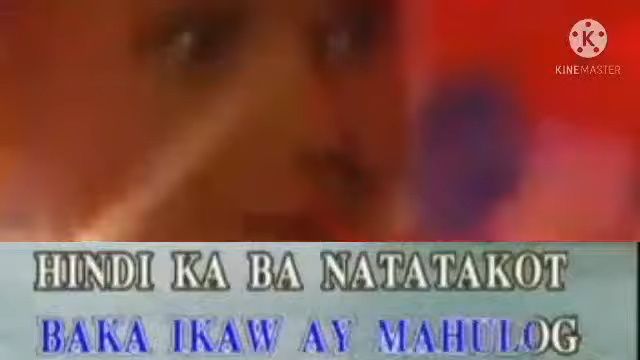 KINEMASTER
HINDI KA BA NATATAKOT
BAKA IKAW AY MAHULOG